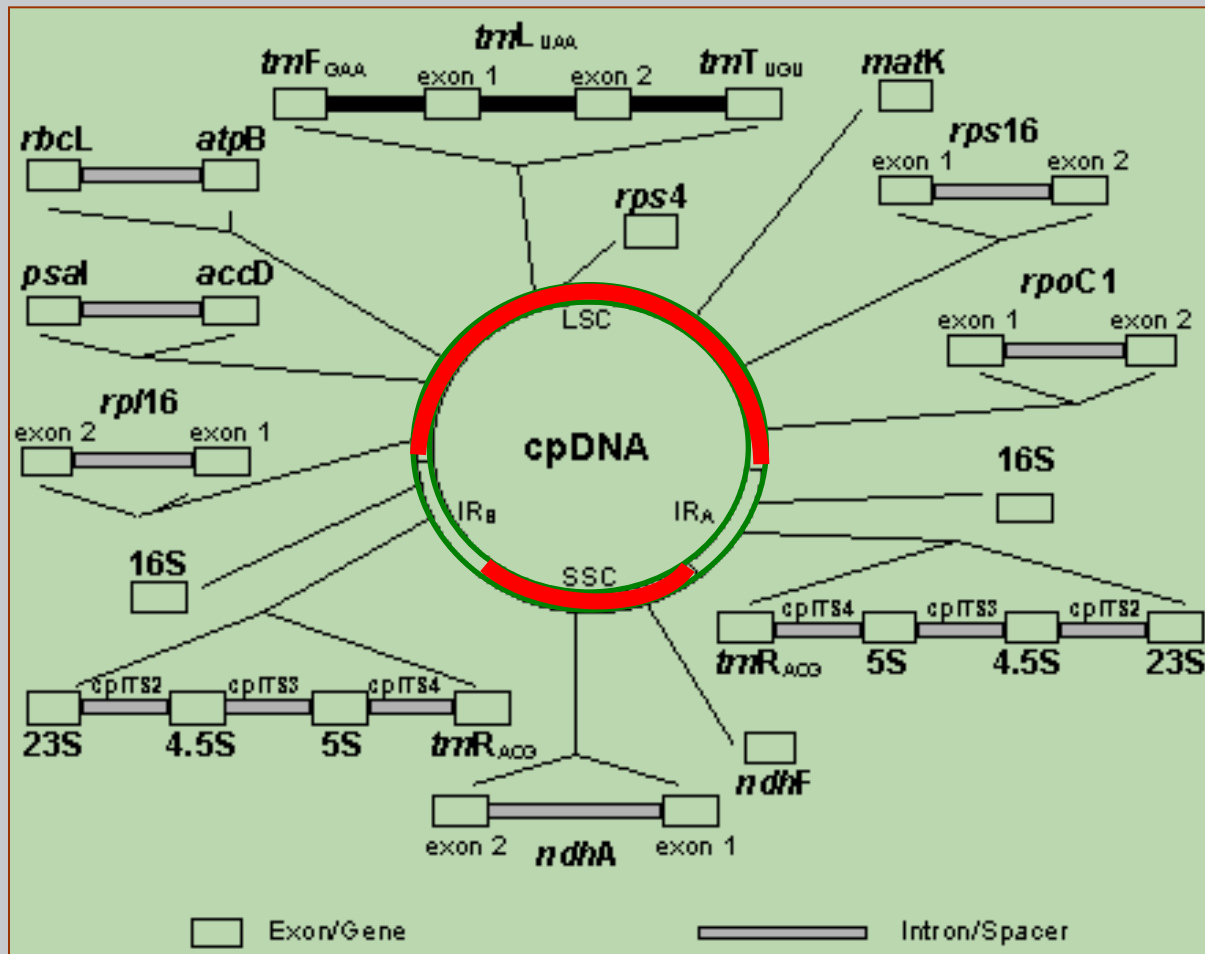 trnL UAA
trnF GAA exon 1 exon 2 trnT UGU
matK
rbcL atpB
rps16
exon 1 exon 2
rps4
psaI accD
rpoC1
exon 1 exon 2
LSC
rpl16
exon 2 exon 1
cpDNA
16S
IRB IRA
16S
SSC
cpITS4 cpITS3 cpITS2
trnR ACG 5S 4.5S 23S
cpITS2 cpITS3 cpITS4
23S 4.5S 5S trnR ACG
ndhF
exon 2 ndhA exon 1
Exon/Gene Intron/Spacer